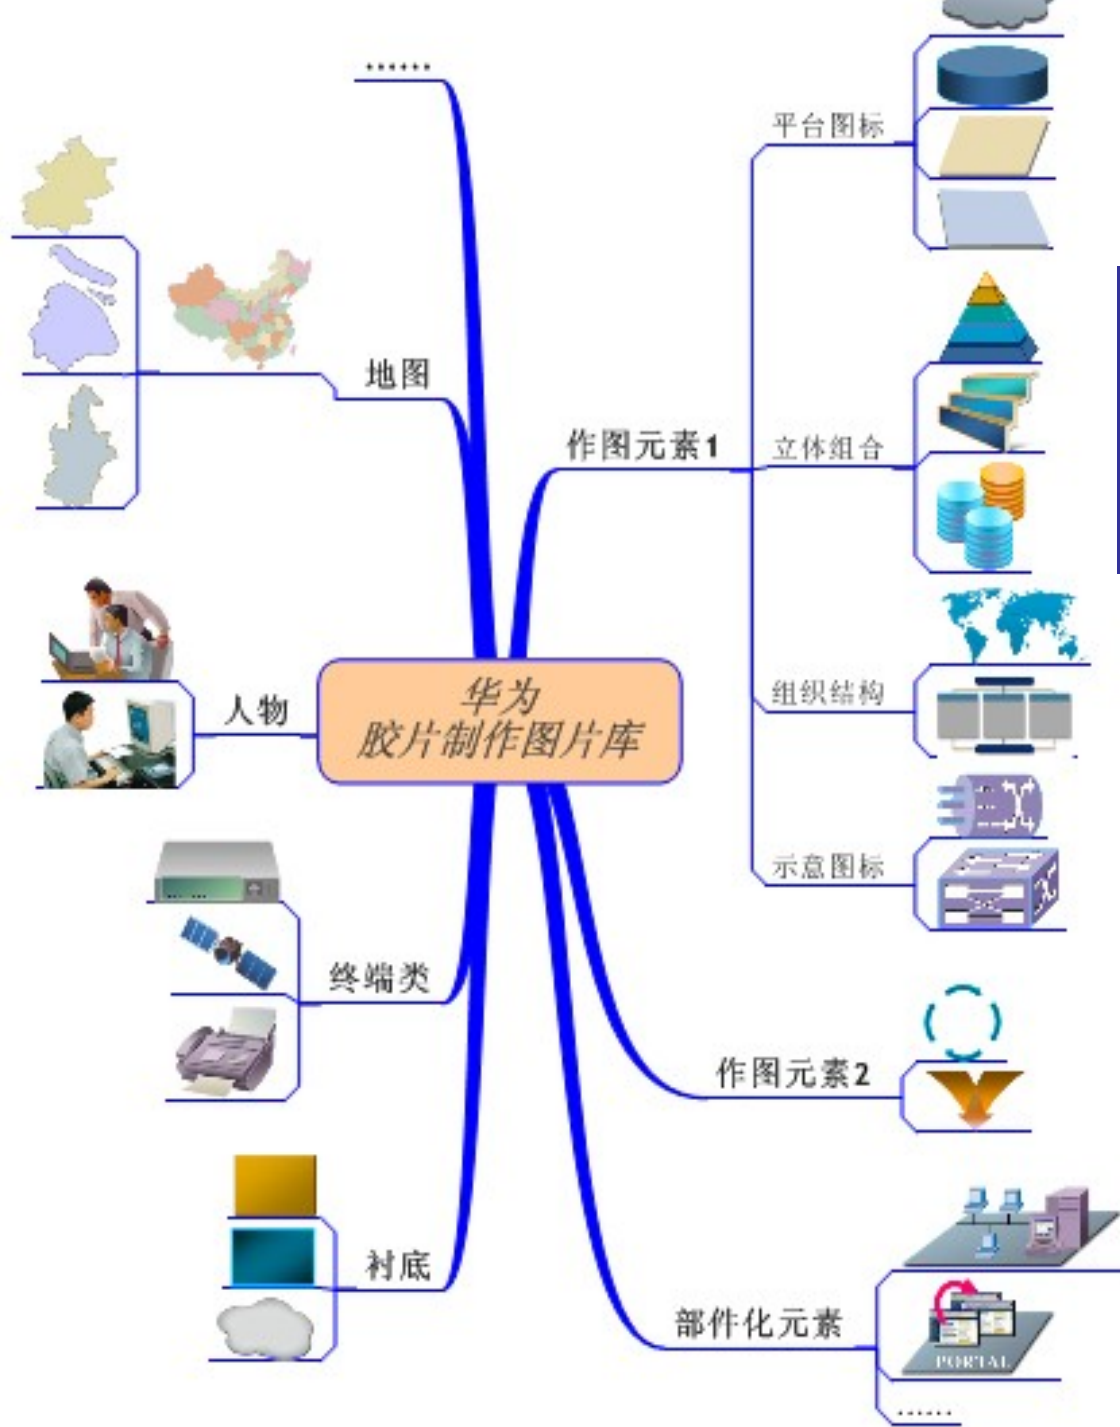 ……
平台图标
地图
作图元素1
立体组合
人物
华为
胶片制作图片库
组织结构
示意图标
终端类
作图元素2
衬底
部件化元素
PORTAL
……